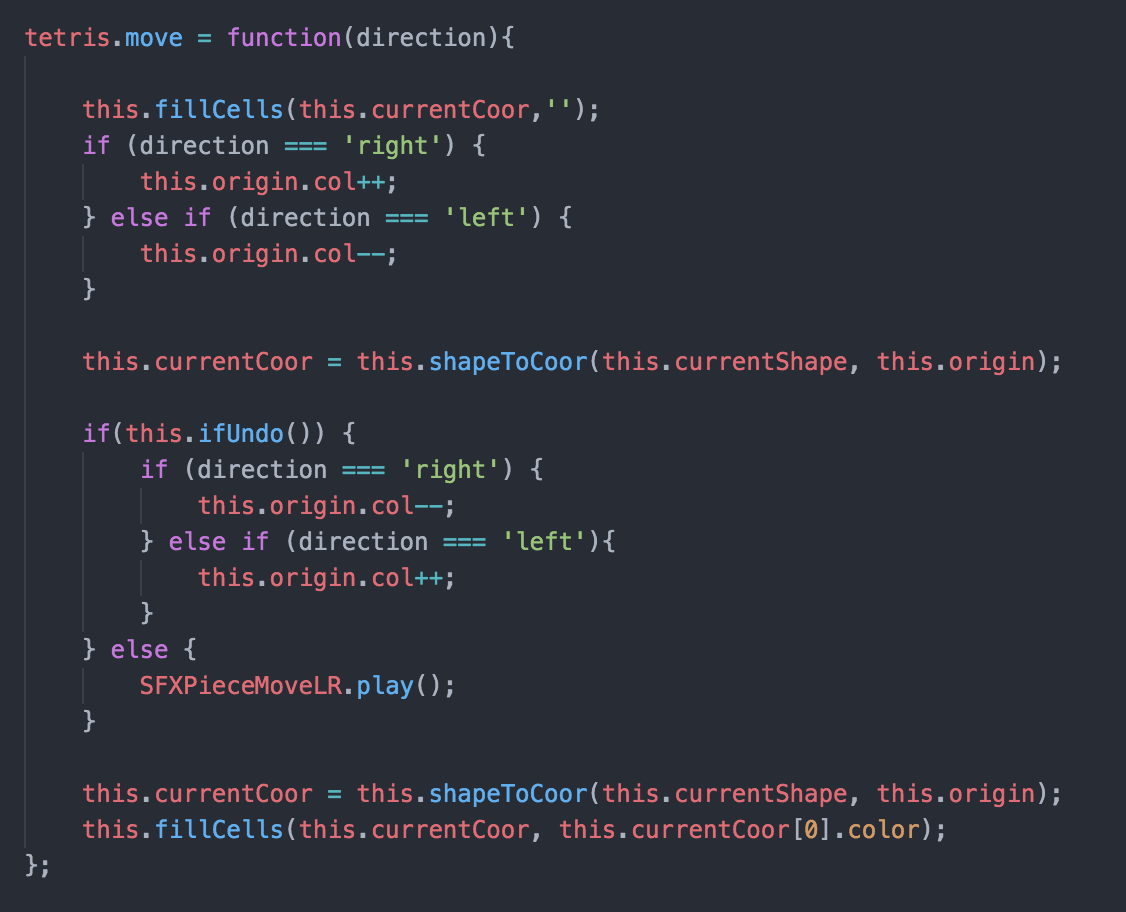 tetris.move = function(direction){

    this.fillCells(this.currentCoor,'');
    if (direction === 'right') {
        this.origin.col++;
    } else if (direction === 'left') {
        this.origin.col--;
    }

    this.currentCoor = this.shapeToCoor(this.currentShape, this.origin);

    if(this.ifUndo()) {
        if (direction === 'right') {
            this.origin.col--;
        } else if (direction === 'left'){
            this.origin.col++;
        }
    } else {
        SFXPieceMoveLR.play();
    }

    this.currentCoor = this.shapeToCoor(this.currentShape, this.origin);
    this.fillCells(this.currentCoor, this.currentCoor[0].color);
};